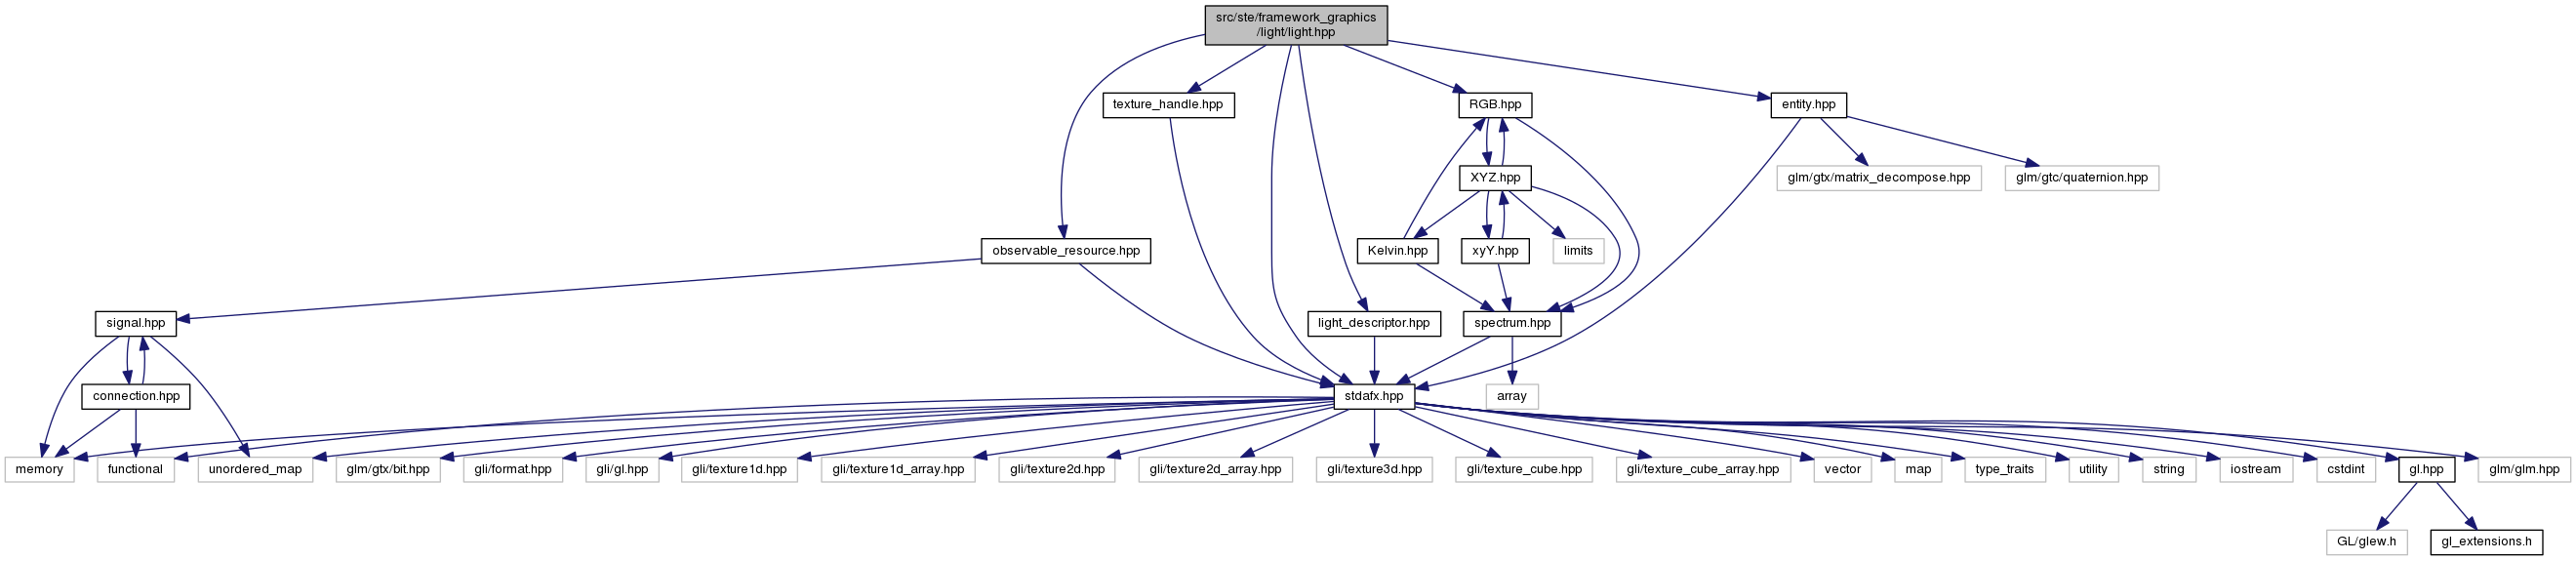 src/ste/framework_graphics
/light/light.hpp
texture_handle.hpp
RGB.hpp
entity.hpp
XYZ.hpp
glm/gtx/matrix_decompose.hpp
glm/gtc/quaternion.hpp
observable_resource.hpp
Kelvin.hpp
xyY.hpp
limits
signal.hpp
light_descriptor.hpp
spectrum.hpp
connection.hpp
stdafx.hpp
array
memory
functional
unordered_map
glm/gtx/bit.hpp
gli/format.hpp
gli/gl.hpp
gli/texture1d.hpp
gli/texture1d_array.hpp
gli/texture2d.hpp
gli/texture2d_array.hpp
gli/texture3d.hpp
gli/texture_cube.hpp
gli/texture_cube_array.hpp
vector
map
type_traits
utility
string
iostream
cstdint
gl.hpp
glm/glm.hpp
GL/glew.h
gl_extensions.h